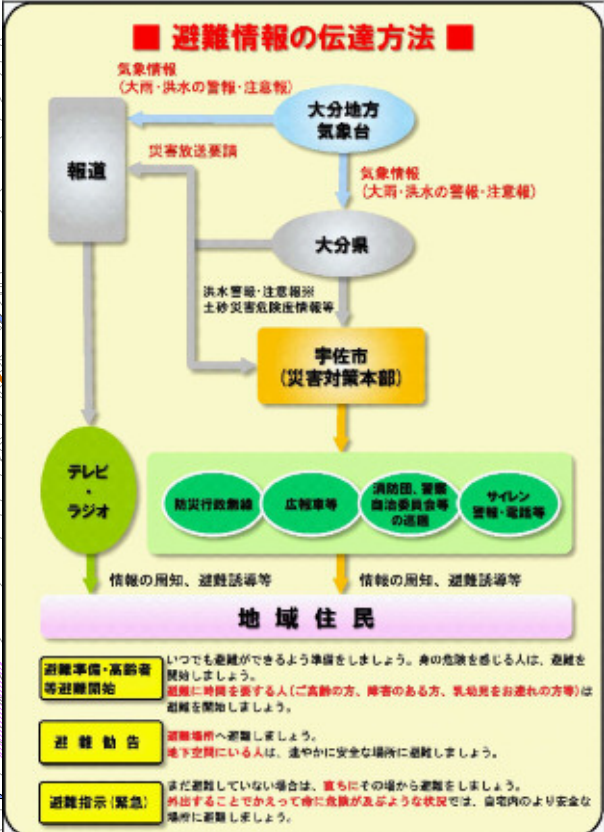 ■ 避難情報の伝達方法 ■
気象情報
(大雨・洪水の警報・注意報)
大分地方
気象台
報道
災害放送要請
気象情報
(大雨・洪水の警報・注意報)
大分県
洪水警報・注意報※
土砂災害危険度情報等
宇佐市
(災害対策本部)
テレビ
・
ラジオ
防災行政無線
広報車等
消防団、警察
自治委員会等
の巡回
サイレン
警報・電話等
情報の周知、避難誘導等
情報の周知、避難誘導等
地域住民
避難準備・高齢者
等避難開始
いつでも避難ができるよう準備をしましょう。身の危険を感じる人は、避難を
開始しましょう。
避難に時間を要する人(ご高齢の方、障害のある方、乳幼児をお連れの方等)は
避難を開始しましょう。
避難勧告
避難場所へ避難しましょう。
地下空間にいる人は、速やかに安全な場所に避難しましょう。
避難指示(緊急)
まだ避難していない場合は、直ちにその場から避難をしましょう。
外出することでかえって命に危険が及ぶような状況では、自宅内のより安全な
場所に避難しましょう。